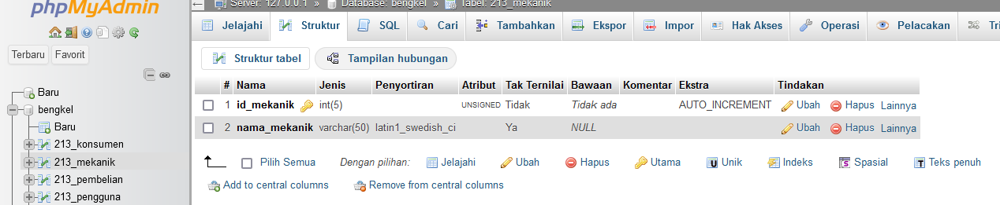 phpMyAdmin
Server: 127.0.0.1 » Database: bengkel » Tabel: 213_mekanik
Jelajahi Struktur SQL Cari Tambahkan Ekspor Impor Hak Akses Operasi Pelacakan Tri
Terbaru Favorit
Struktur tabel Tampilan hubungan
Baru
bengkel
Baru
213_konsumen
213_mekanik
213_pembelian
213_pengguna
# Nama Jenis Penyortiran Atribut Tak Ternilai Bawaan Komentar Ekstra Tindakan
1 id_mekanik int(5) UNSIGNED Tidak Tidak ada AUTO_INCREMENT Ubah Hapus Lainnya
2 nama_mekanik varchar(50) latin1_swedish_ci Ya NULL Ubah Hapus Lainnya
Pilih Semua Dengan pilihan: Jelajahi Ubah Hapus Utama Unik Indeks Spasial Teks penuh
Add to central columns Remove from central columns